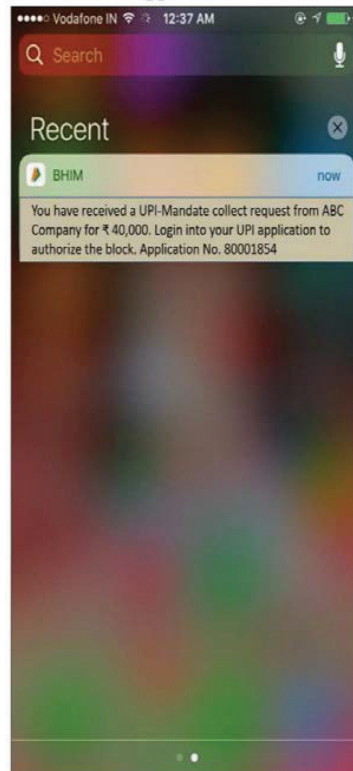 Vodafone IN 12:37 AM
Search
Recent
BHIM now
You have received a UPI-Mandate collect request from ABC
Company for ₹ 40,000. Login into your UPI application to
authorize the block. Application No. 80001854